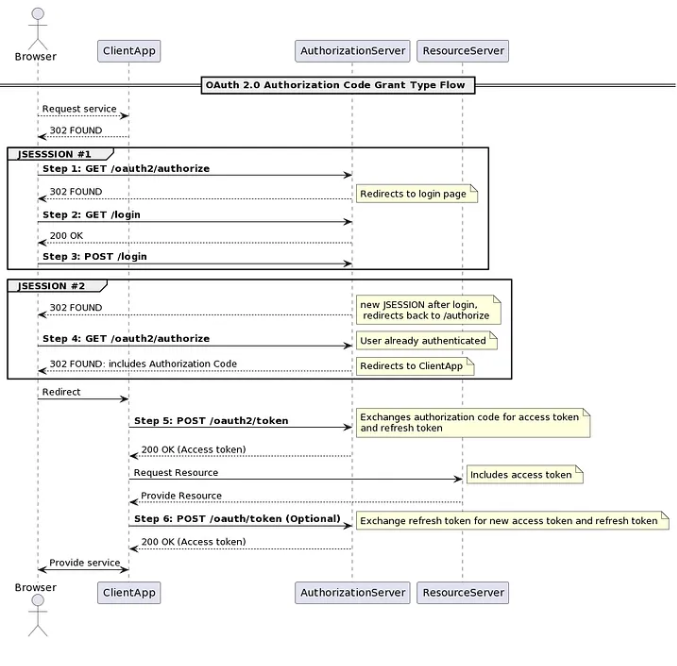 Browser
ClientApp
AuthorizationServer
ResourceServer
OAuth 2.0 Authorization Code Grant Type Flow
Request service
302 FOUND
JSESSSION #1
Step 1: GET /oauth2/authorize
302 FOUND
Redirects to login page
Step 2: GET /login
200 OK
Step 3: POST /login
JSESSION #2
302 FOUND
new JSESSION after login,
redirects back to /authorize
Step 4: GET /oauth2/authorize
User already authenticated
302 FOUND: includes Authorization Code
Redirects to ClientApp
Redirect
Step 5: POST /oauth2/token
Exchanges authorization code for access token
and refresh token
200 OK (Access token)
Request Resource
Includes access token
Provide Resource
Step 6: POST /oauth/token (Optional)
Exchange refresh token for new access token and refresh token
200 OK (Access token)
Provide service
Browser
ClientApp
AuthorizationServer
ResourceServer